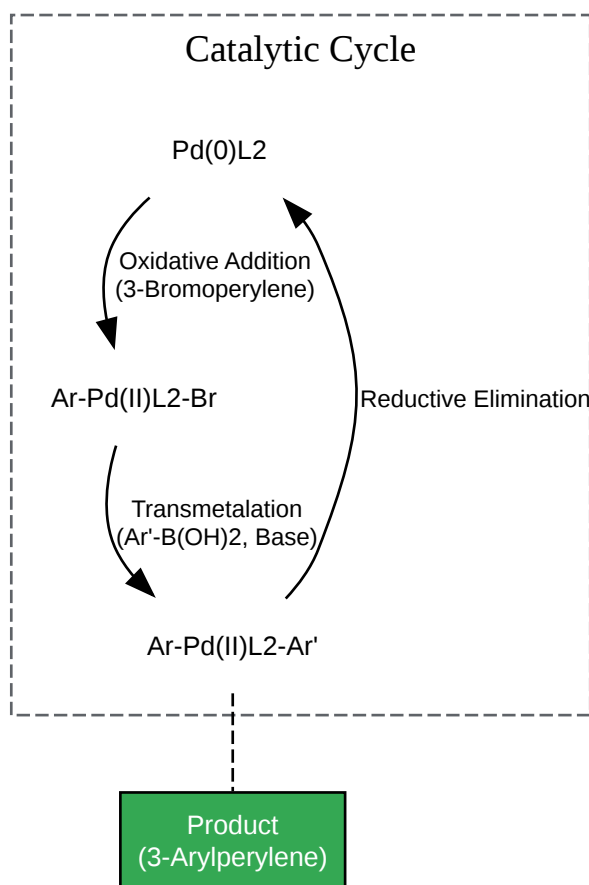 Catalytic Cycle
Pd(0)L2
Oxidative Addition
(3-Bromoperylene)
Ar-Pd(II)L2-Br
Reductive Elimination
Transmetalation
(Ar'-B(OH)2, Base)
Ar-Pd(II)L2-Ar'
Product
(3-Arylperylene)